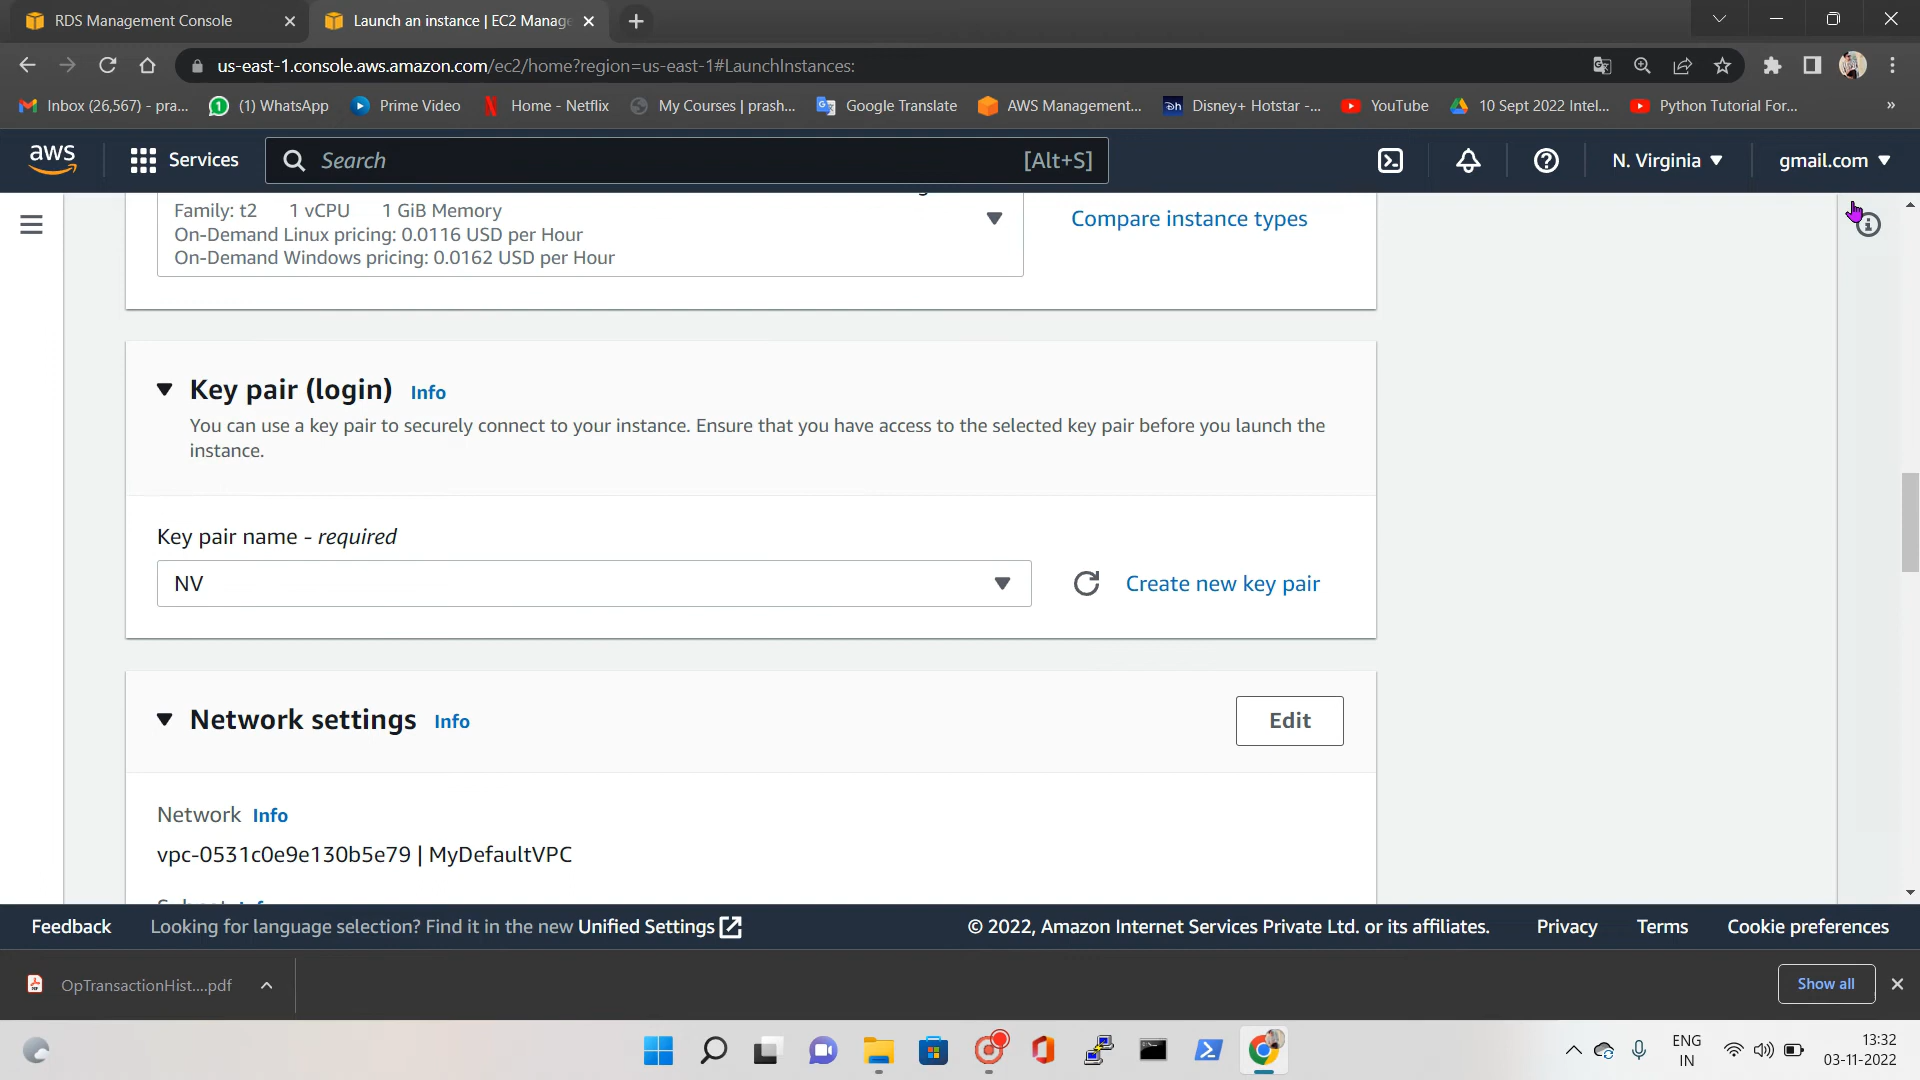 RDS Management Console
Launch an instance | EC2 Manage
us-east-1.console.aws.amazon.com/ec2/home?region=us-east-1#LaunchInstances:
Inbox (26,567) - pra...
(1) WhatsApp
Prime Video
Home - Netflix
My Courses | prash...
Google Translate
AWS Management...
Disney+ Hotstar -...
YouTube
10 Sept 2022 Intel...
Python Tutorial For...
»
aws
Services
Search
[Alt+S]
N. Virginia
gmail.com
Family: t2 1 vCPU 1 GiB Memory
On-Demand Linux pricing: 0.0116 USD per Hour
On-Demand Windows pricing: 0.0162 USD per Hour
Compare instance types
Key pair (login) Info
You can use a key pair to securely connect to your instance. Ensure that you have access to the selected key pair before you launch the
instance.
Key pair name - required
NV
Create new key pair
Network settings Info
Edit
Network Info
vpc-0531c0e9e130b5e79 | MyDefaultVPC
Feedback
Looking for language selection? Find it in the new Unified Settings
© 2022, Amazon Internet Services Private Ltd. or its affiliates.
Privacy
Terms
Cookie preferences
OpTransactionHist....pdf
Show all
ENG
IN
13:32
03-11-2022